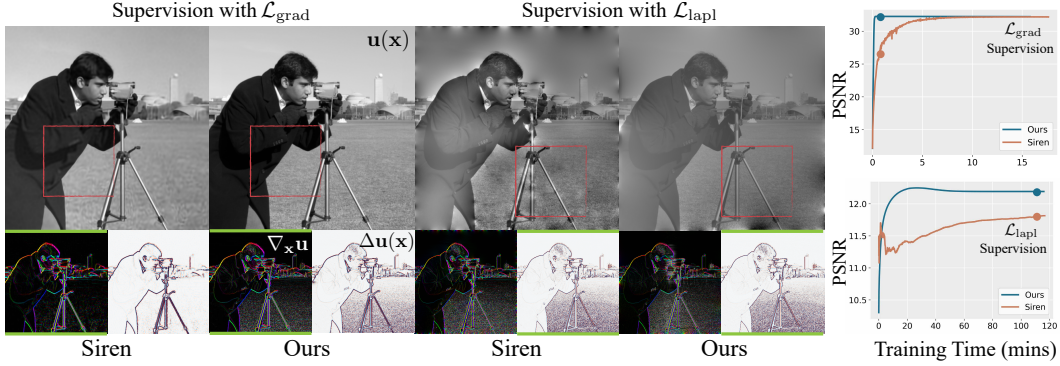 Supervision with ℒgrad
Supervision with ℒlapl
u(x)
∇ₓu
Δu(x)
Siren
Ours
Siren
Ours
PSNR
30
25
20
15
0
5
10
15
ℒgrad
Supervision
Ours
Siren
PSNR
12.0
11.5
11.0
10.5
0
20
40
60
80
100
120
ℒlapl
Supervision
Ours
Siren
Training Time (mins)